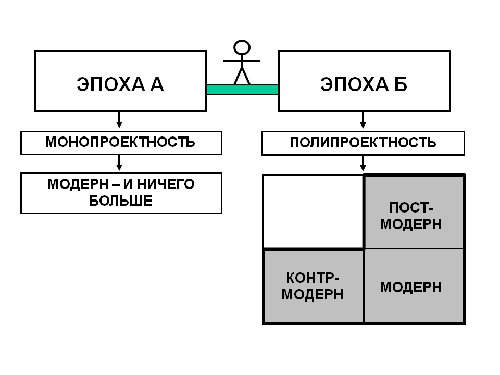 ЭПОХА А
ЭПОХА Б
МОНОПРОЕКТНОСТЬ
ПОЛИПРОЕКТНОСТЬ
МОДЕРН – И НИЧЕГО
БОЛЬШЕ
ПОСТ-
МОДЕРН
КОНТР-
МОДЕРН
МОДЕРН